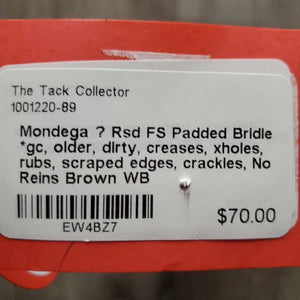 The Tack Collector
1001220-89
Mondega ? Rsd FS Padded Bridle
*gc, older, dirty, creases, xholes,
rubs, scraped edges, crackles, No
Reins Brown WB
$70.00
EW4BZ7